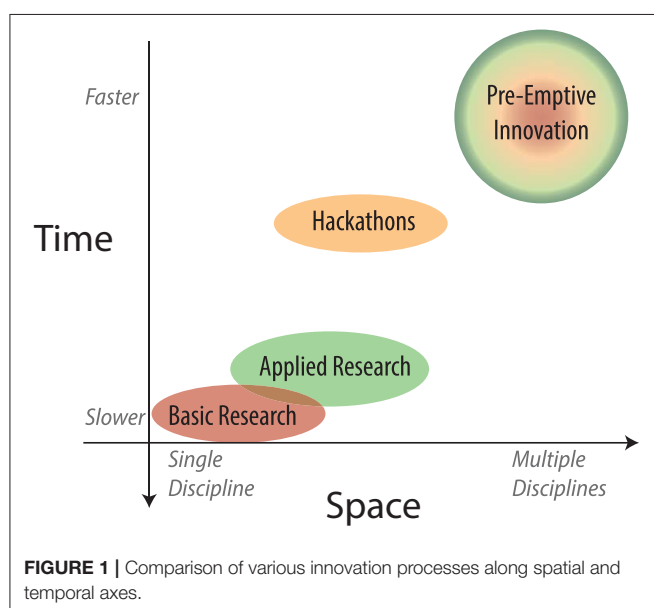 Faster
Pre-Emptive
Innovation
Hackathons
Time
Applied Research
Slower
Basic Research
Single
Discipline
Multiple
Disciplines
Space
FIGURE 1 | Comparison of various innovation processes along spatial and
temporal axes.